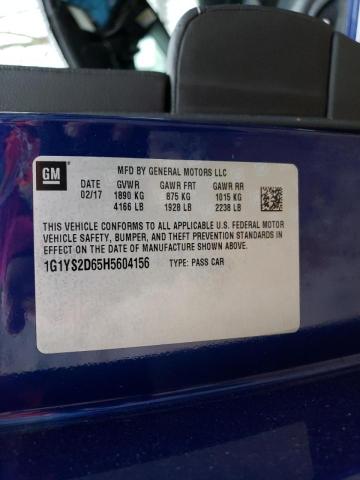 GM
MFD BY GENERAL MOTORS LLC
DATE GVWR GAWR FRT GAWR RR
02/17 1890 KG 875 KG 1015 KG
4166 LB 1928 LB 2238 LB
THIS VEHICLE CONFORMS TO ALL APPLICABLE U.S. FEDERAL MOTOR
VEHICLE SAFETY, BUMPER, AND THEFT PREVENTION STANDARDS IN
EFFECT ON THE DATE OF MANUFACTURE SHOWN ABOVE.
1G1YS2D65H5604156 TYPE: PASS CAR